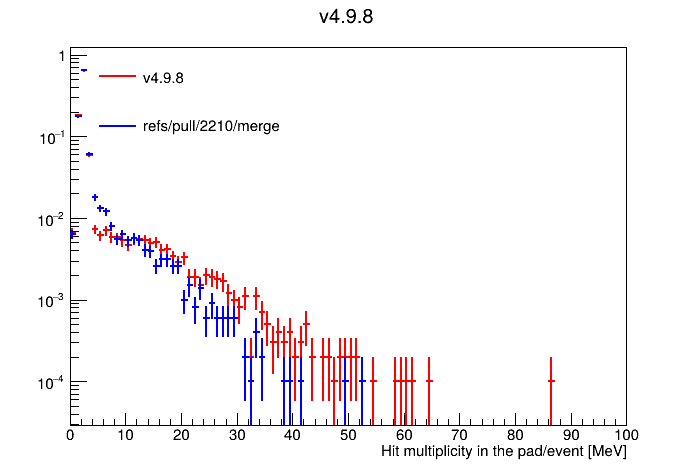 v4.9.8
1
v4.9.8
refs/pull/2210/merge
10⁻¹
10⁻²
10⁻³
10⁻⁴
0 10 20 30 40 50 60 70 80 90 100
Hit multiplicity in the pad/event [MeV]